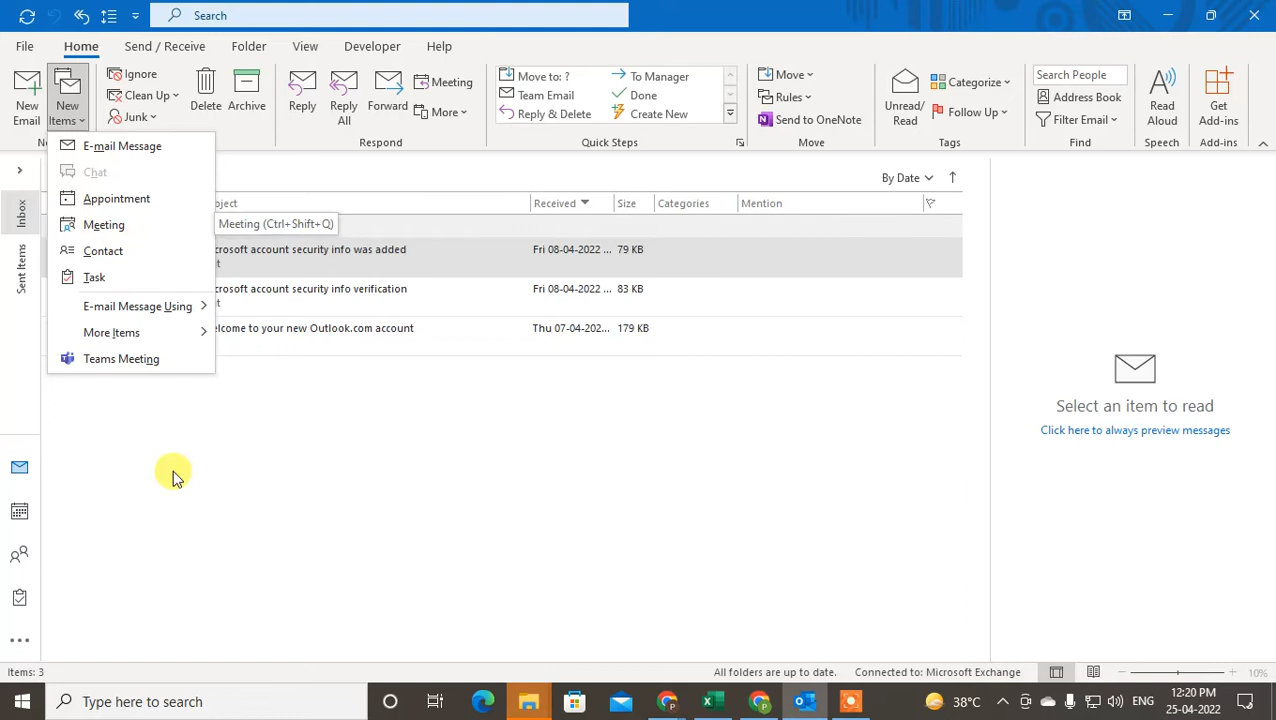 Search
File Home Send / Receive Folder View Developer Help
New Email
New Items
Ignore
Clean Up
Junk
Delete
Archive
Reply
Reply All
Forward
Meeting
More
Respond
Move to: ?
To Manager
Team Email
Done
Reply & Delete
Create New
Quick Steps
Move
Rules
Send to OneNote
Move
Unread/ Read
Categorize
Follow Up
Tags
Search People
Address Book
Filter Email
Find
Read Aloud
Speech
Get Add-ins
Add-ins
E-mail Message
Chat
Appointment
Meeting
Contact
Task
E-mail Message Using
More Items
Teams Meeting
Meeting (Ctrl+Shift+Q)
By Date
Received Size Categories Mention
crosoft account security info was added Fri 08-04-2022 ... 79 KB
crosoft account security info verification Fri 08-04-2022 ... 83 KB
elcome to your new Outlook.com account Thu 07-04-202... 179 KB
Inbox
Sent Items
Select an item to read
Click here to always preview messages
Items: 3
All folders are up to date.
Connected to: Microsoft Exchange
10%
Type here to search
38°C
ENG
12:20 PM
25-04-2022